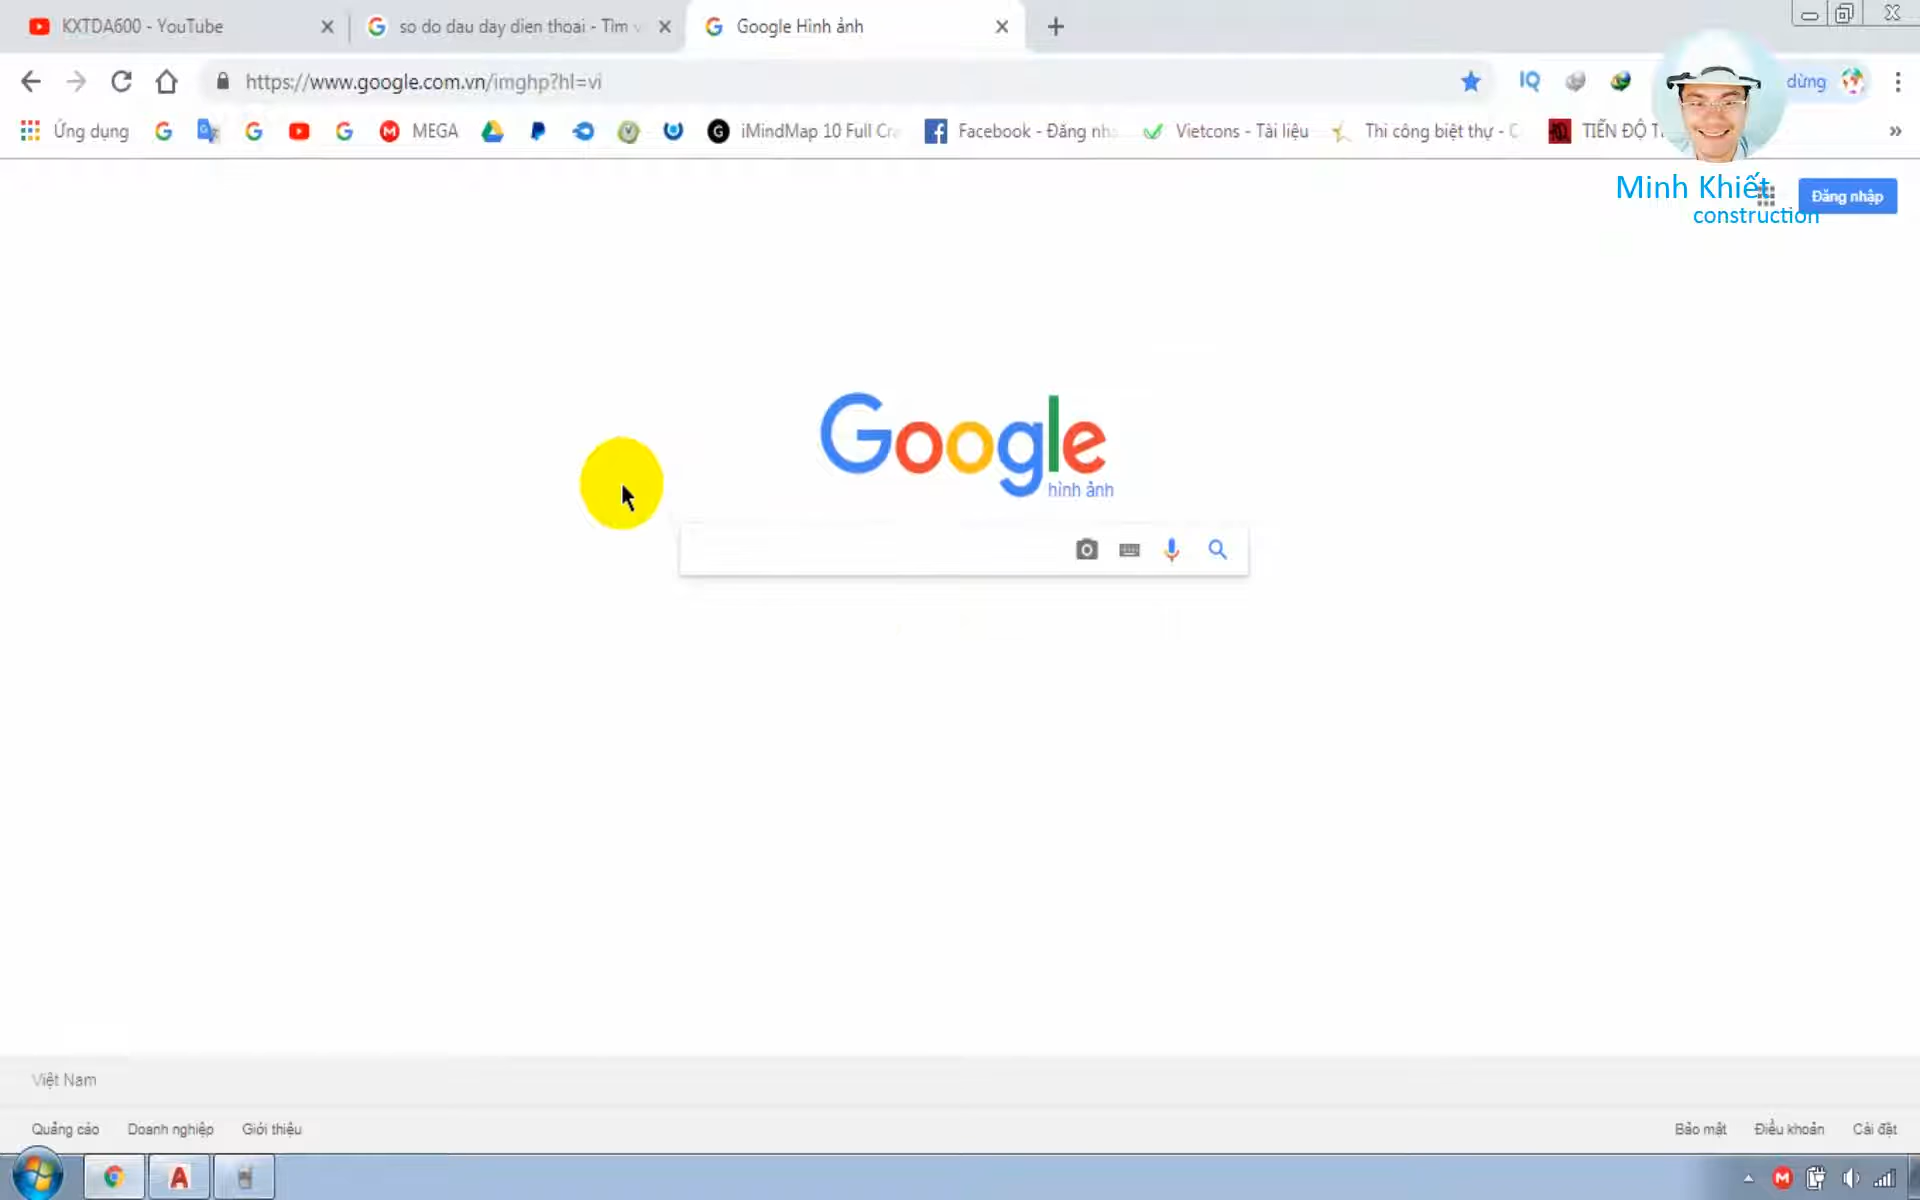 KXTDA600 - YouTube
so do dau day dien thoai - Tìm
Google Hình ảnh
https://www.google.com.vn/imghp?hl=vi
IQ
dừng
Ứng dụng
MEGA
iMindMap 10 Full Cra
Facebook - Đăng nh
Vietcons - Tài liệu
Thi công biệt thự - C
TIẾN ĐỘ T
Minh Khiết
construction
Đăng nhập
Google
hình ảnh
Việt Nam
Quảng cáo
Doanh nghiệp
Giới thiệu
Bảo mật
Điều khoản
Cài đặt